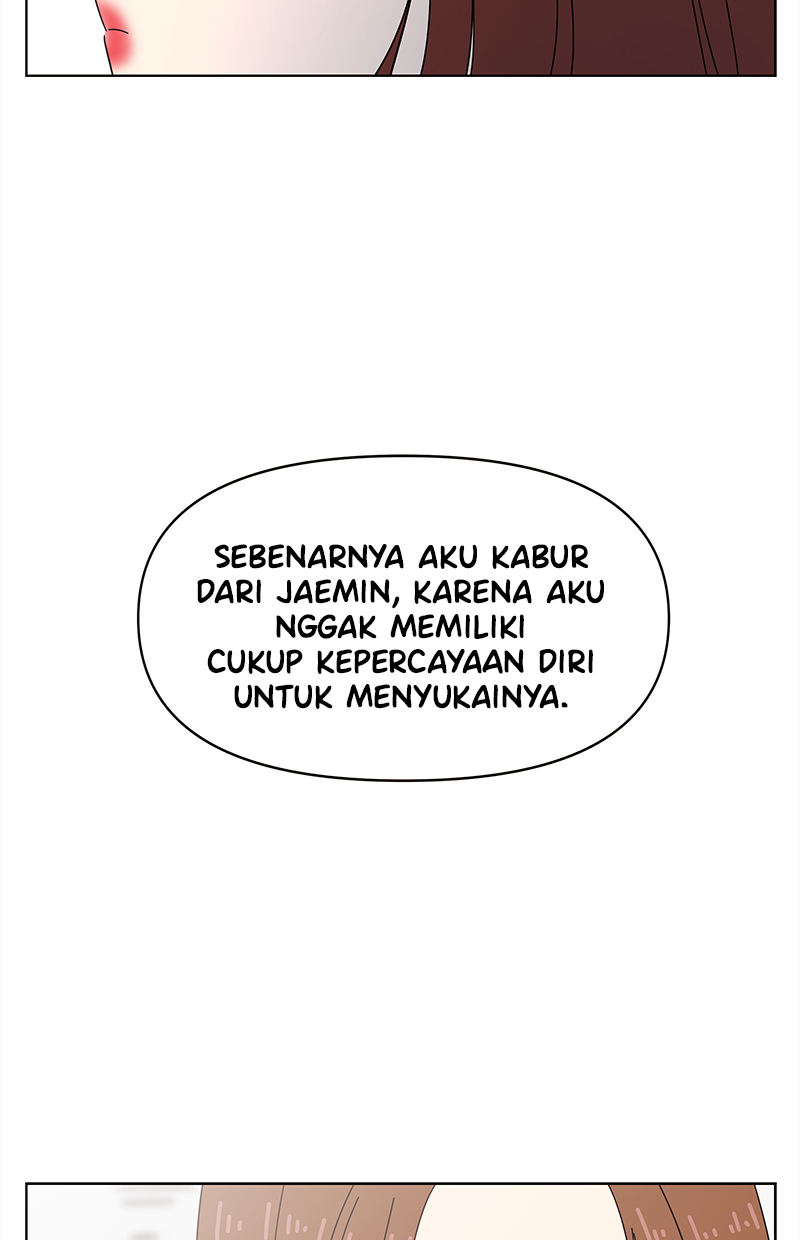 SEBENARNYA AKU KABUR
DARI JAEMIN, KARENA AKU
NGGAK MEMILIKI
CUKUP KEPERCAYAAN DIRI
UNTUK MENYUKAINYA.